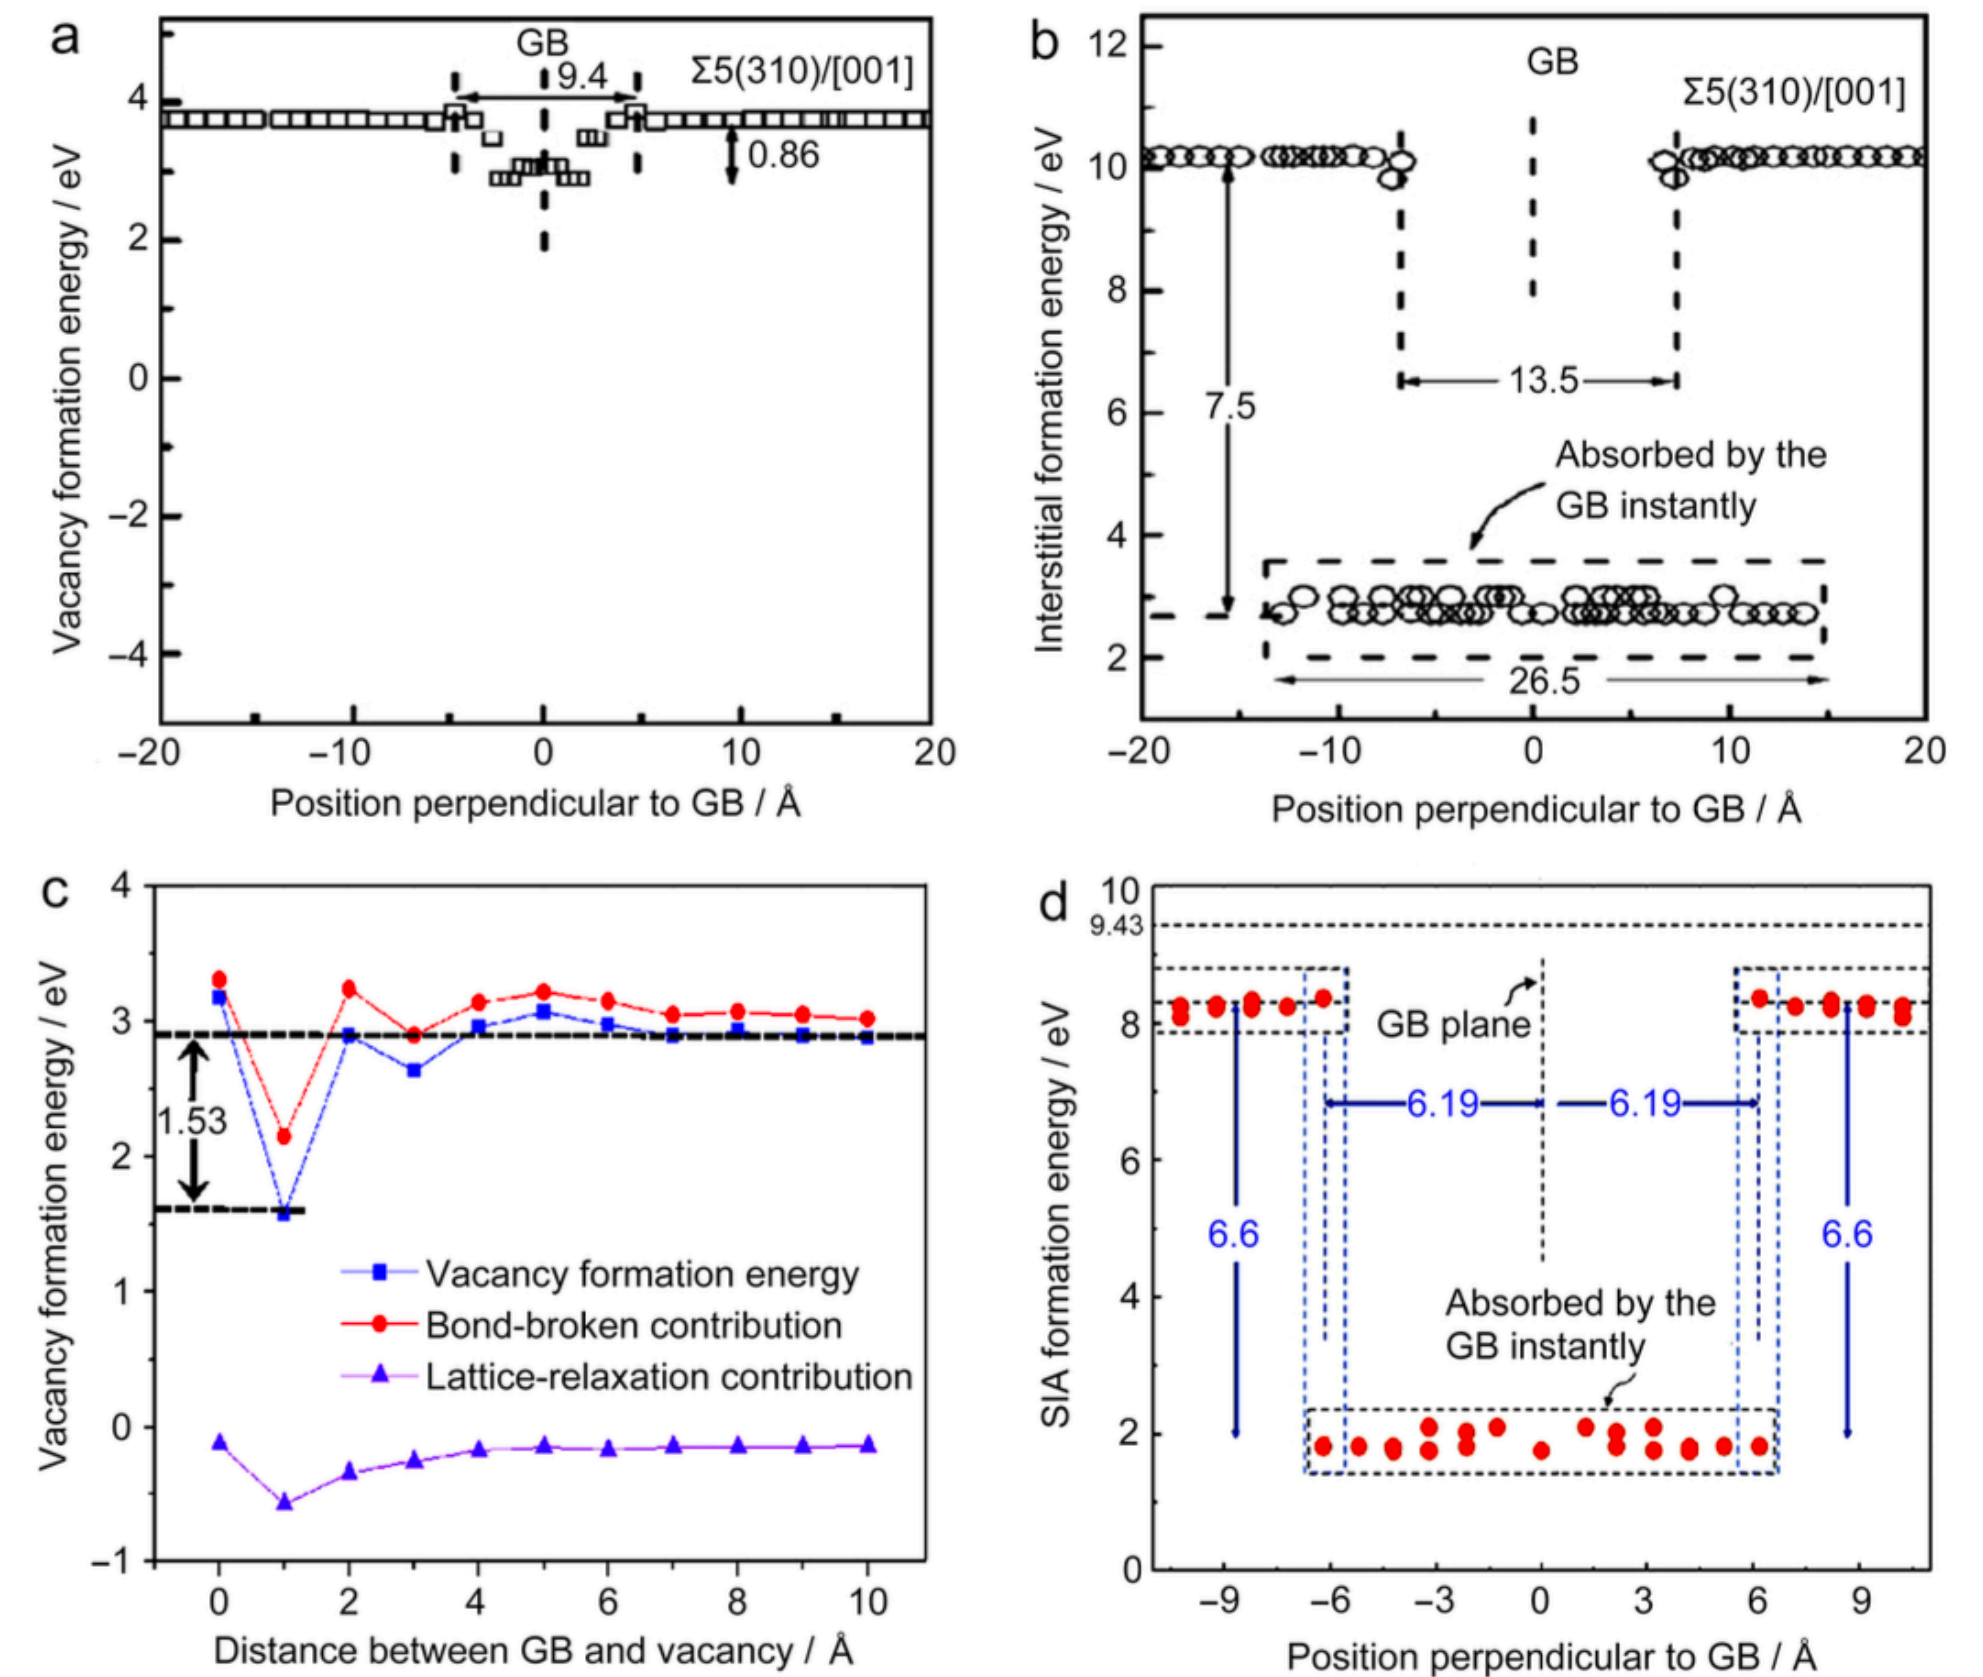 a
GB
9.4
Σ5(310)/[001]
0.86
4
2
0
−2
−4
−20
−10
0
10
20
Vacancy formation energy / eV
Position perpendicular to GB / Å
b
GB
Σ5(310)/[001]
12
10
8
6
4
2
7.5
13.5
Absorbed by the
GB instantly
26.5
−20
−10
0
10
20
Interstitial formation energy / eV
Position perpendicular to GB / Å
c
4
3
2
1
0
−1
1.53
Vacancy formation energy
Bond-broken contribution
Lattice-relaxation contribution
0
2
4
6
8
10
Vacancy formation energy / eV
Distance between GB and vacancy / Å
d
10
9.43
8
6
4
2
0
GB plane
6.19
6.19
6.6
6.6
Absorbed by the
GB instantly
−9
−6
−3
0
3
6
9
SIA formation energy / eV
Position perpendicular to GB / Å